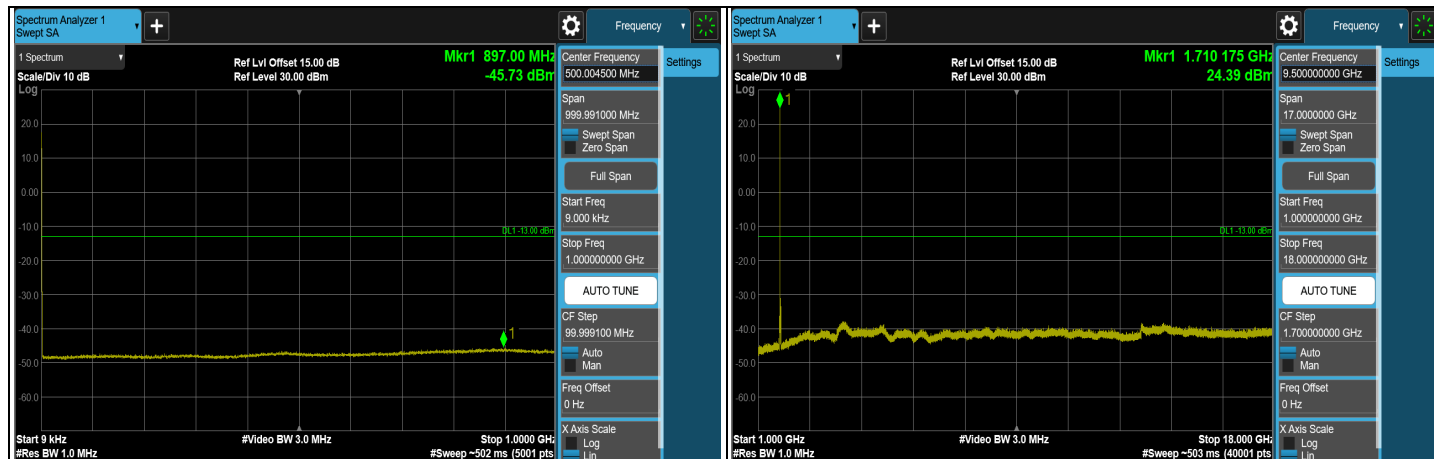 Spectrum Analyzer 1
Swept SA
+
Frequency
1 Spectrum
Scale/Div 10 dB
Log
Ref Lvl Offset 15.00 dB
Ref Level 30.00 dBm
Mkr1 897.00 MHz
-45.73 dBm
20.0
10.0
0.00
-10.0
-20.0
-30.0
-40.0
-50.0
-60.0
DL1 -13.00 dBm
1
Start 9 kHz
#Res BW 1.0 MHz
#Video BW 3.0 MHz
Stop 1.0000 GHz
#Sweep ~502 ms (5001 pts
Center Frequency
500.004500 MHz
Settings
Span
999.991000 MHz
Swept Span
Zero Span
Full Span
Start Freq
9.000 kHz
Stop Freq
1.000000000 GHz
AUTO TUNE
CF Step
99.999100 MHz
Auto
Man
Freq Offset
0 Hz
X Axis Scale
Log
Lin
Spectrum Analyzer 1
Swept SA
+
Frequency
1 Spectrum
Scale/Div 10 dB
Log
Ref Lvl Offset 15.00 dB
Ref Level 30.00 dBm
Mkr1 1.710 175 GHz
24.39 dBm
1
20.0
10.0
0.00
-10.0
-20.0
-30.0
-40.0
-50.0
-60.0
DL1 -13.00 dBm
Start 1.000 GHz
#Res BW 1.0 MHz
#Video BW 3.0 MHz
Stop 18.000 GHz
#Sweep ~503 ms (40001 pts
Center Frequency
9.500000000 GHz
Settings
Span
17.0000000 GHz
Swept Span
Zero Span
Full Span
Start Freq
1.000000000 GHz
Stop Freq
18.000000000 GHz
AUTO TUNE
CF Step
1.700000000 GHz
Auto
Man
Freq Offset
0 Hz
X Axis Scale
Log
Lin